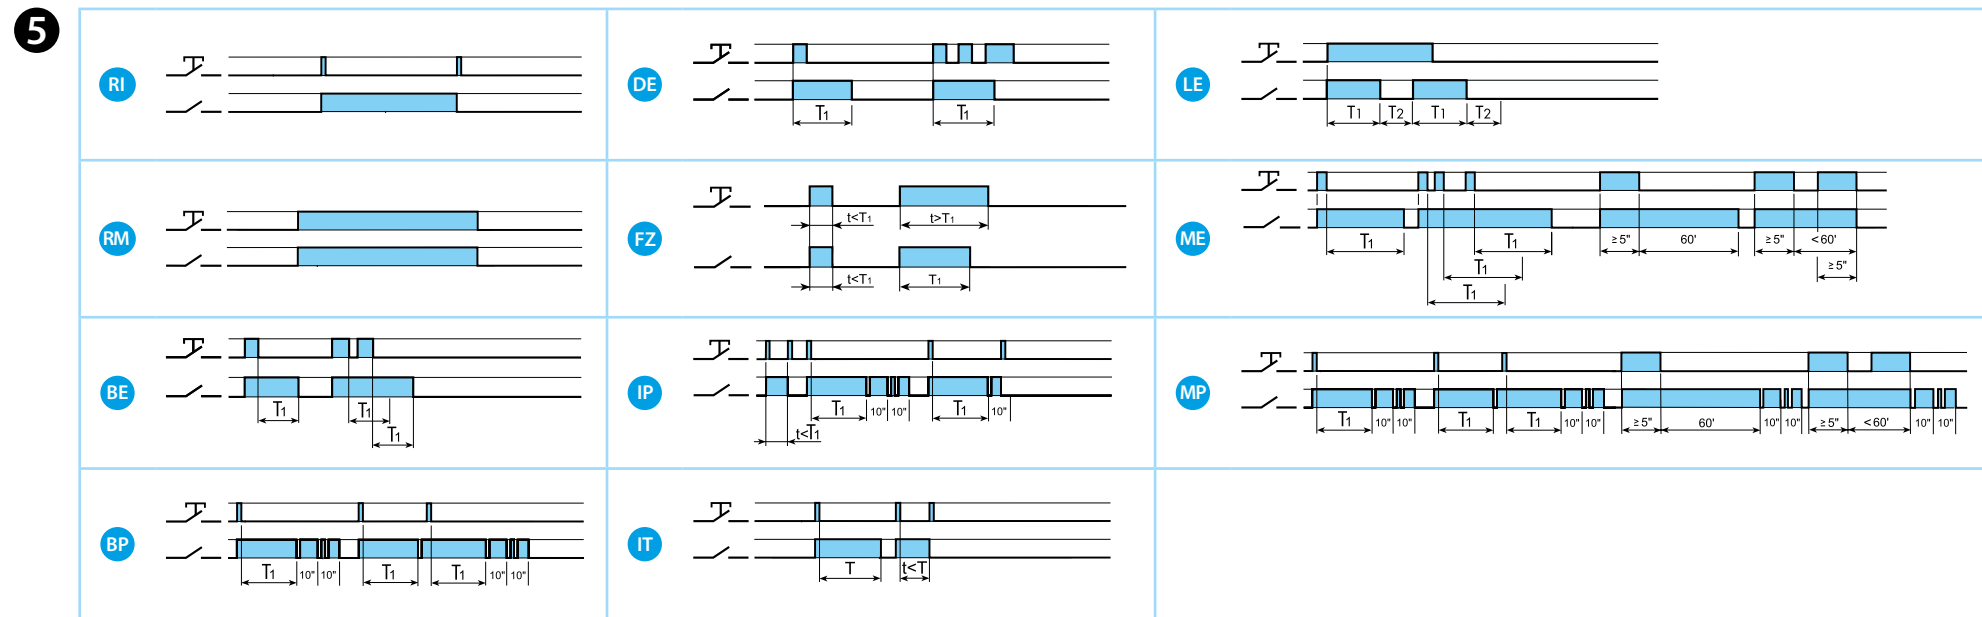 5
RI
DE
T1 T1
LE
T1 T2 T1 T2
RM
FZ
t<T1 t>T1
t<T1 T1
ME
T1 T1 ≥5" 60' ≥5" <60'
T1 ≥5"
T1
BE
T1 T1
T1
IP
T1 10" 10" T1 10"
t<T1
MP
T1 10" 10" T1 T1 10" 10" ≥5" 60' 10" 10" ≥5" <60' 10" 10"
BP
T1 10" 10" T1 T1 10" 10"
IT
T t<T